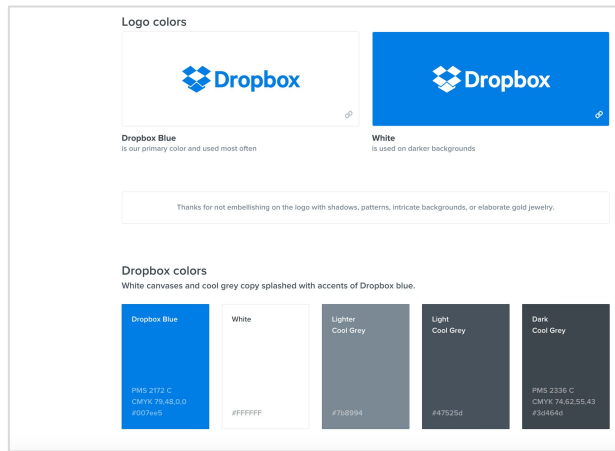 Logo colors
Dropbox
Dropbox
Dropbox Blue
is our primary color and used most often
White
is used on darker backgrounds
Thanks for not embellishing on the logo with shadows, patterns, intricate backgrounds, or elaborate gold jewelry.
Dropbox colors
White canvases and cool grey copy splashed with accents of Dropbox blue.
Dropbox Blue
PMS 2172 C
CMYK 79,48,0,0
#007ee5
White
#FFFFFF
Lighter
Cool Grey
#7b8994
Light
Cool Grey
#47525d
Dark
Cool Grey
PMS 2336 C
CMYK 74,62,55,43
#3d464d